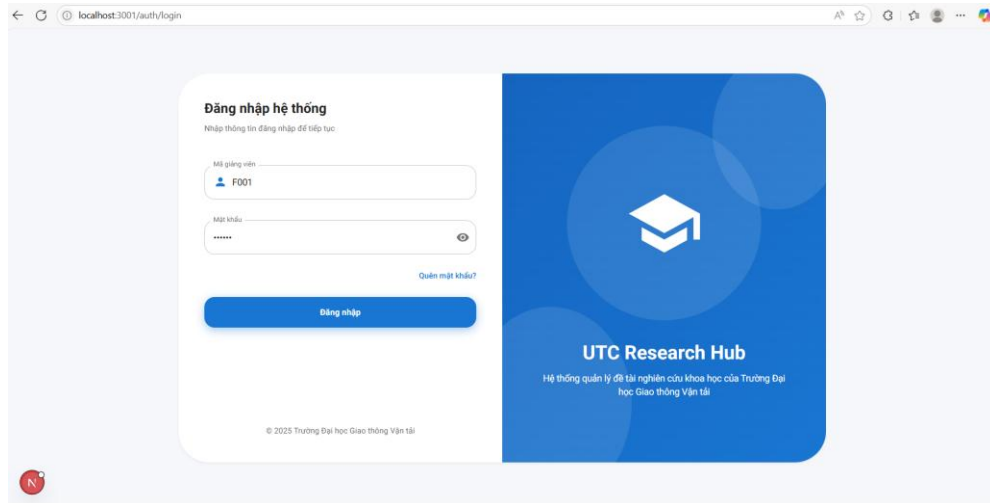 localhost:3001/auth/login
Đăng nhập hệ thống
Nhập thông tin đăng nhập để tiếp tục
Mã giảng viên
F001
Mật khẩu
••••••
Quên mật khẩu?
Đăng nhập
© 2025 Trường Đại học Giao thông Vận tải
UTC Research Hub
Hệ thống quản lý đề tài nghiên cứu khoa học của Trường Đại
học Giao thông Vận tải
N